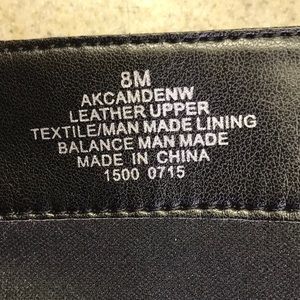 8M
AKCAMDENW
LEATHER UPPER
TEXTILE/MAN MADE LINING
BALANCE MAN MADE
MADE IN CHINA
1500 0715